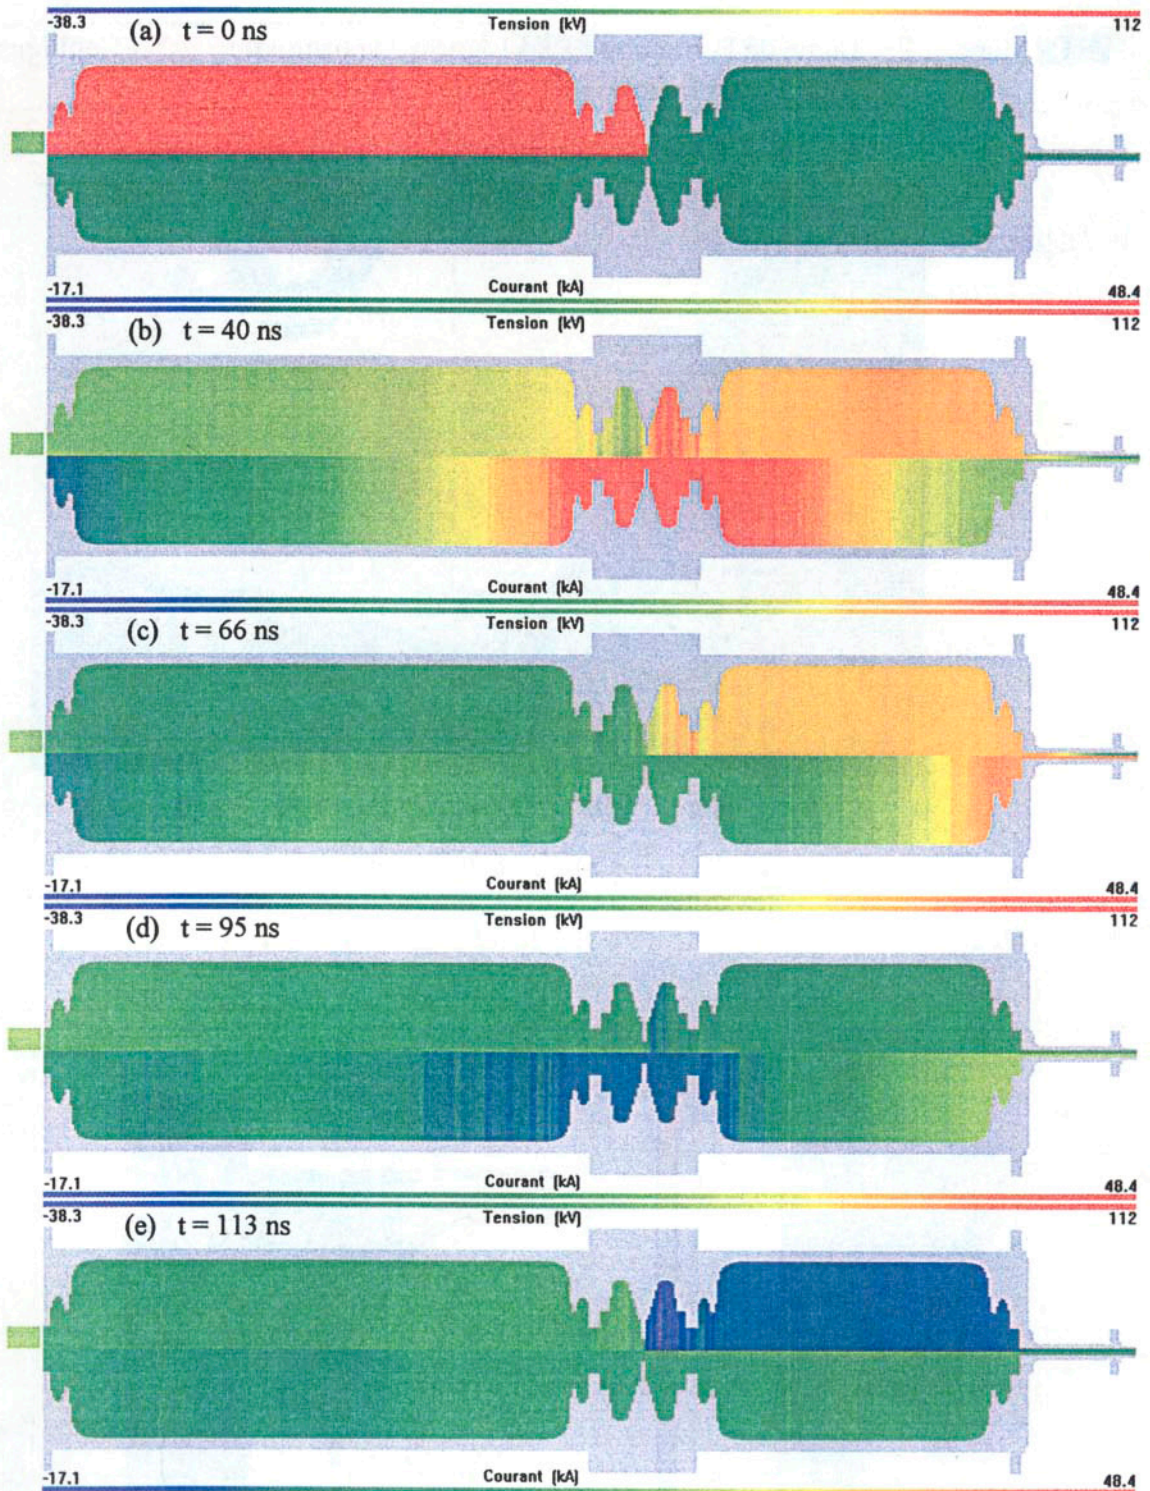 -38.3 (a) t = 0 ns Tension (kV) 112
-17.1 Courant (kA) 48.4
-38.3 (b) t = 40 ns Tension (kV) 112
-17.1 Courant (kA) 48.4
-38.3 (c) t = 66 ns Tension (kV) 112
-17.1 Courant (kA) 48.4
-38.3 (d) t = 95 ns Tension (kV) 112
-17.1 Courant (kA) 48.4
-38.3 (e) t = 113 ns Tension (kV) 112
-17.1 Courant (kA) 48.4